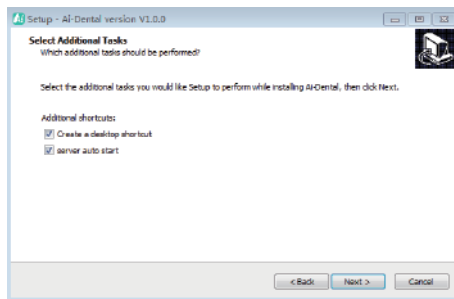 Ai Setup - Ai-Dental version V1.0.0
Select Additional Tasks
Which additional tasks should be performed?
Select the additional tasks you would like Setup to perform while installing Ai-Dental, then click Next.
Additional shortcuts:
Create a desktop shortcut
server auto start
< Back Next > Cancel